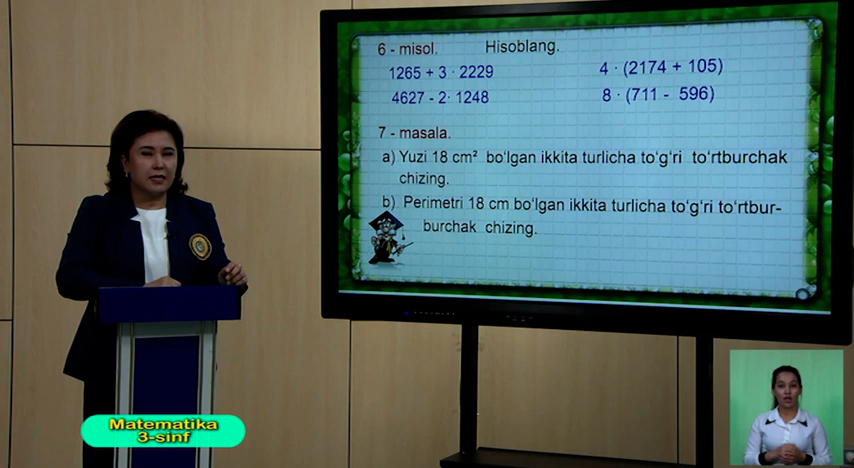 6 - misol. Hisoblang.
1265 + 3 · 2229 4 · (2174 + 105)
4627 - 2· 1248 8 · (711 - 596)
7 - masala.
a) Yuzi 18 cm² bo‘lgan ikkita turlicha to‘g‘ri to‘rtburchak
chizing.
b) Perimetri 18 cm bo‘lgan ikkita turlicha to‘g‘ri to‘rtbur-
burchak chizing.
Matematika
3-sinf